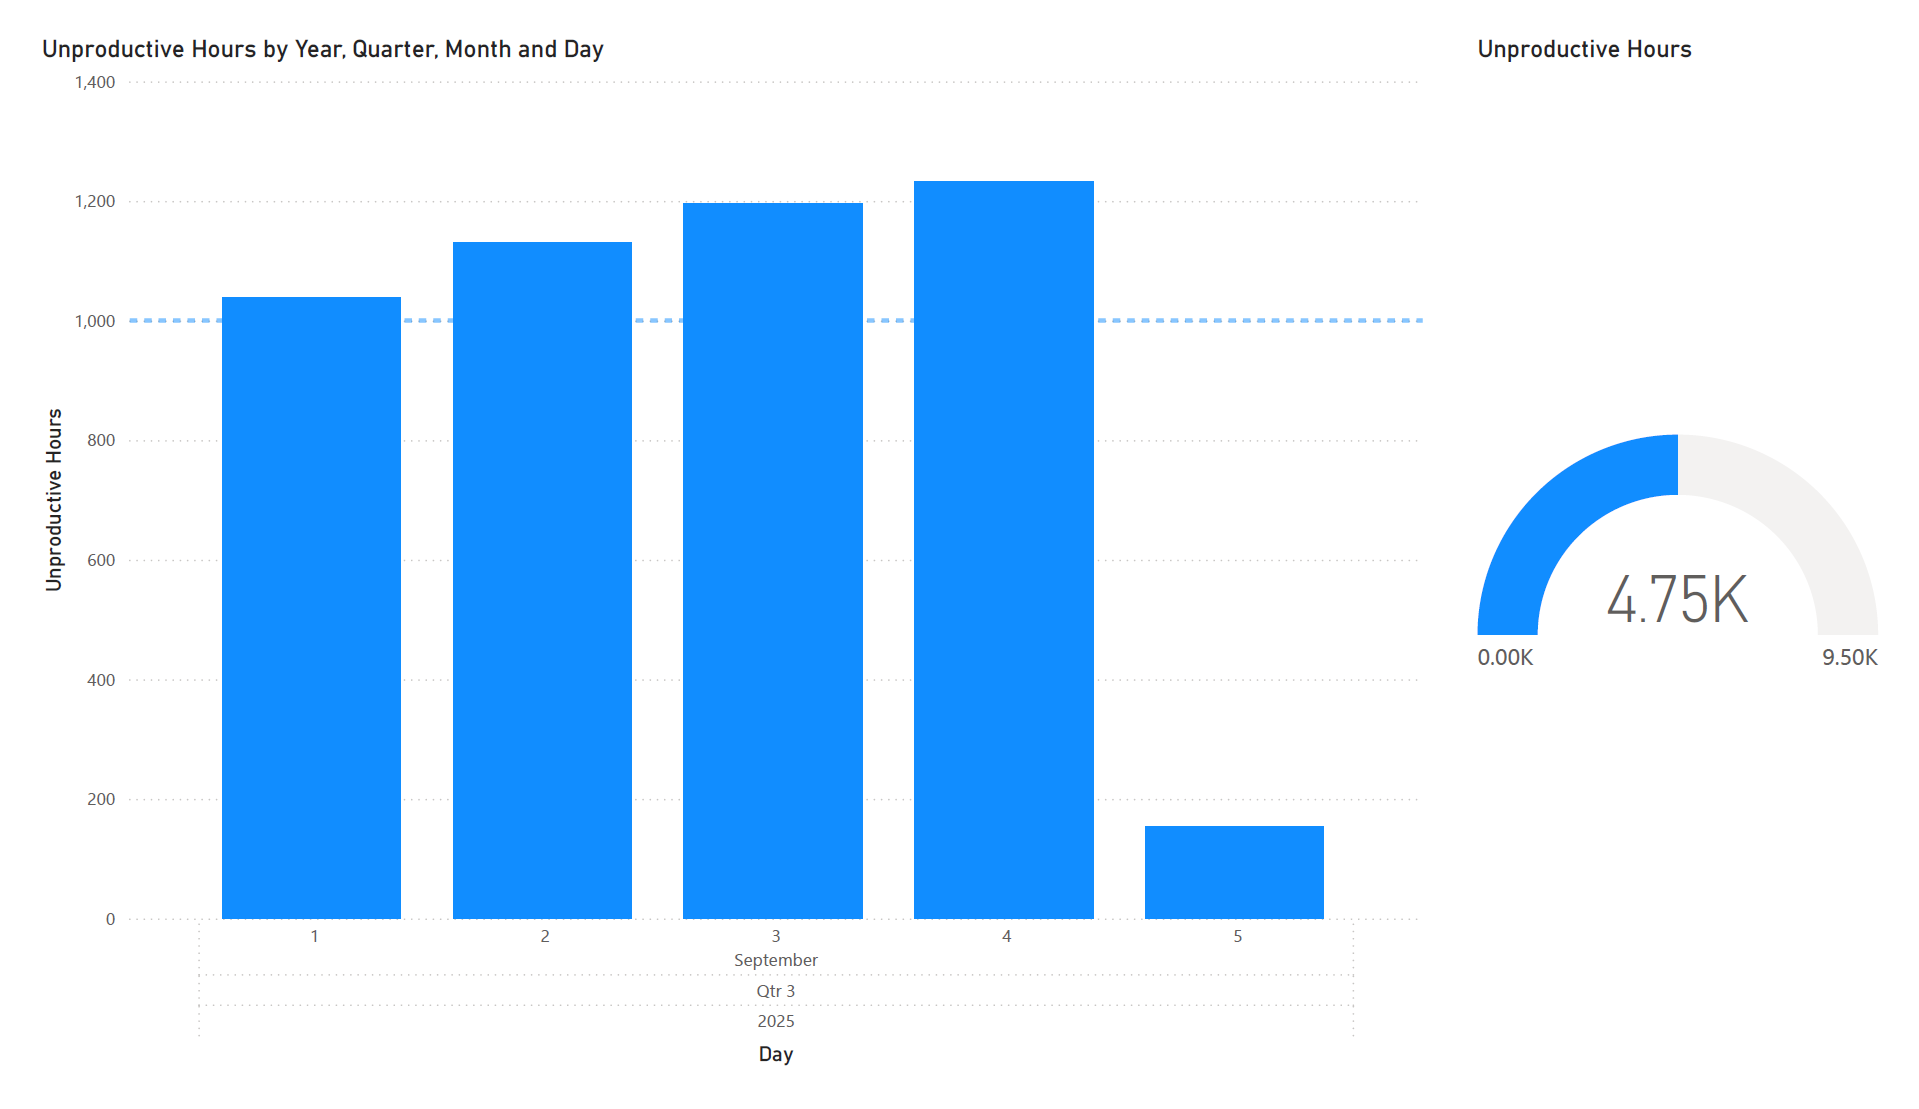 Unproductive Hours by Year, Quarter, Month and Day
1,400
1,200
1,000
800
600
400
200
0
Unproductive Hours
1 2 3 4 5
September
Qtr 3
2025
Day
Unproductive Hours
4.75K
0.00K 9.50K